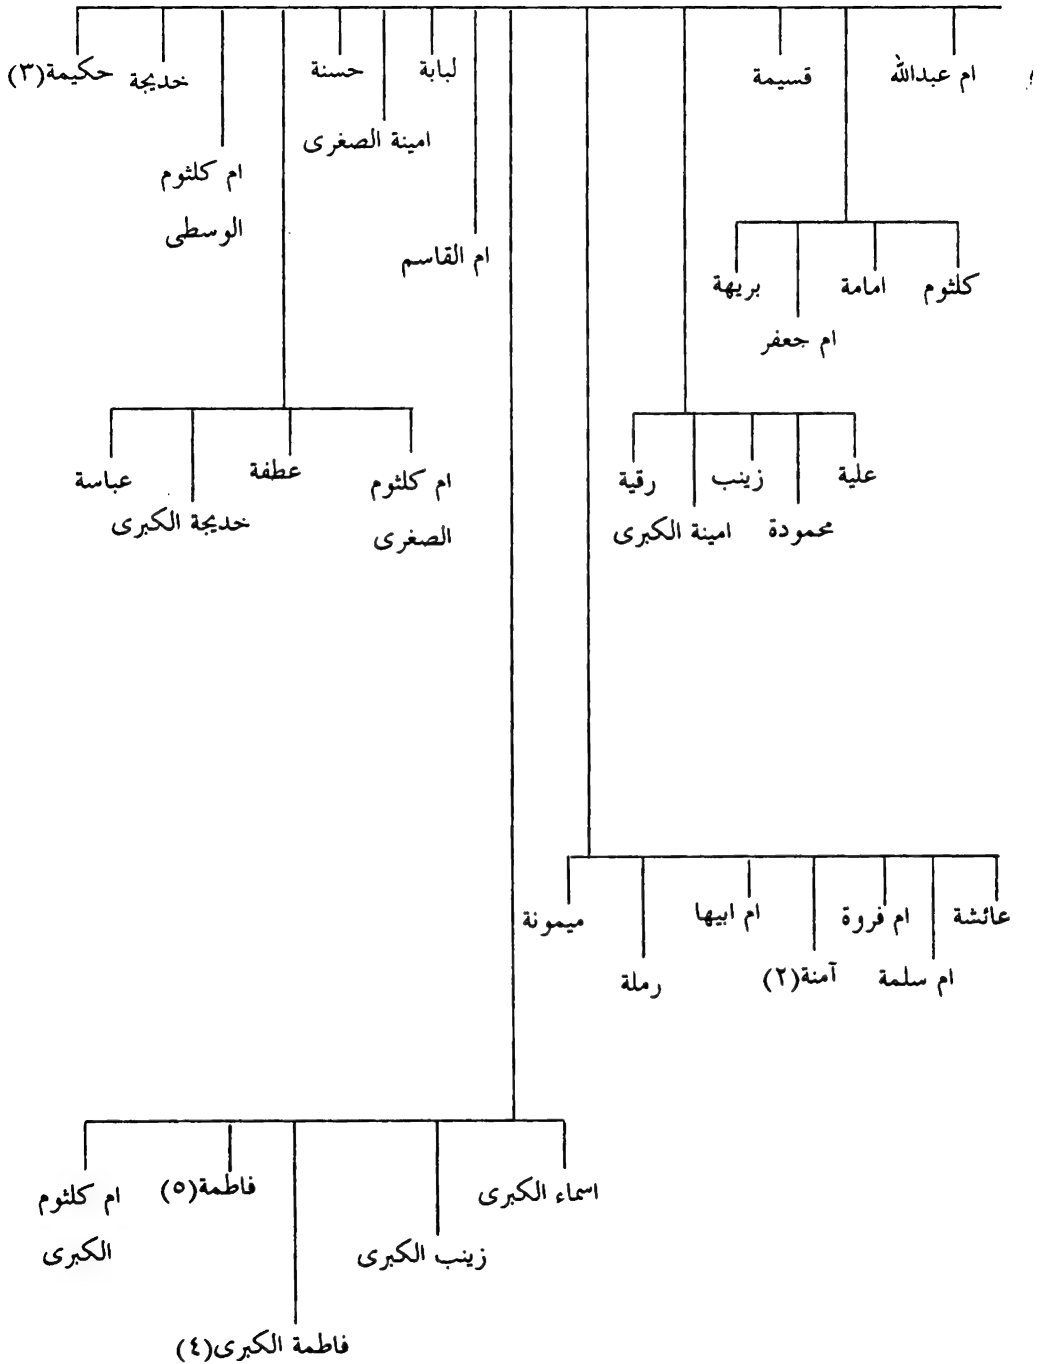 ام عبدالله
قسيمة
لبابة
حسنة
خديجة
حكيمة(٣)
امينة الصغرى
ام كلثوم
الوسطى
ام القاسم
كلثوم
امامة
بريهة
ام جعفر
علية
زينب
رقية
محمودة
امينة الكبرى
ام كلثوم
الصغرى
عطفة
عباسة
خديجة الكبرى
عائشة
ام فروة
ام ابيها
ميمونة
ام سلمة
آمنة(٢)
رملة
اسماء الكبرى
فاطمة(٥)
ام كلثوم
الكبرى
زينب الكبرى
فاطمة الكبرى(٤)